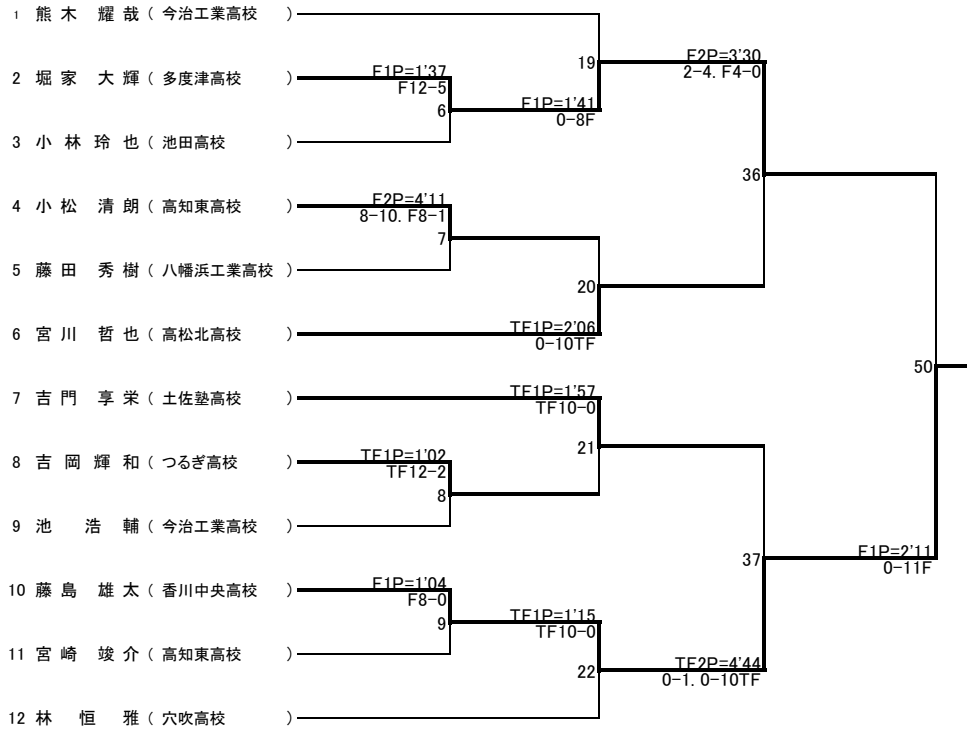 1 熊木 耀哉 ( 今治工業高校 )
19
F2P=3'30
2-4. F4-0
2 堀家 大輝 ( 多度津高校 )
F1P=1'37
F12-5
6
F1P=1'41
0-8F
3 小林玲也 ( 池田高校 )
36
4 小松 清朗 ( 高知東高校 )
F2P=4'11
8-10. F8-1
7
5 藤田 秀樹 ( 八幡浜工業高校 )
20
6 宮川 哲也 ( 高松北高校 )
TF1P=2'06
0-10TF
50
7 吉門 享栄 ( 土佐塾高校 )
TF1P=1'57
TF10-0
21
8 吉岡輝和 ( つるぎ高校 )
TF1P=1'02
TF12-2
8
9 池 浩輔 ( 今治工業高校 )
37
F1P=2'11
0-11F
10 藤島 雄太 ( 香川中央高校 )
F1P=1'04
F8-0
9
TF1P=1'15
TF10-0
11 宮崎 竣介 ( 高知東高校 )
22
TF2P=4'44
0-1. 0-10TF
12 林 恒雅 ( 穴吹高校 )